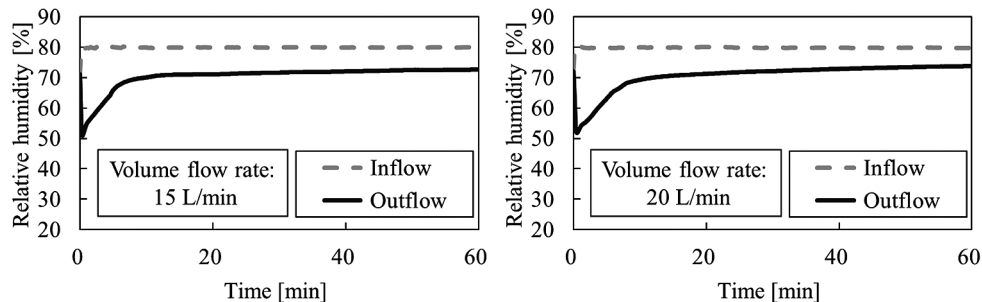 Relative humidity [%]
90
80
70
60
50
40
30
20
Volume flow rate:
15 L/min
Inflow
Outflow
0
20
40
60
Time [min]
Relative humidity [%]
90
80
70
60
50
40
30
20
Volume flow rate:
20 L/min
Inflow
Outflow
0
20
40
60
Time [min]